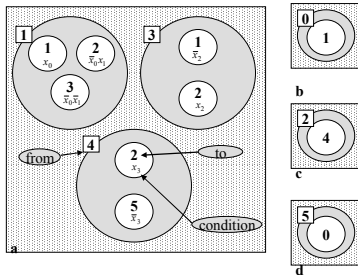 1
1
x₀
2
x̅₀x₁
3
x̅₀x̅₁
3
1
x̅₂
2
x₂
4
2
x₃
5
x̅₃
from
to
condition
a
0
1
b
2
4
c
5
0
d